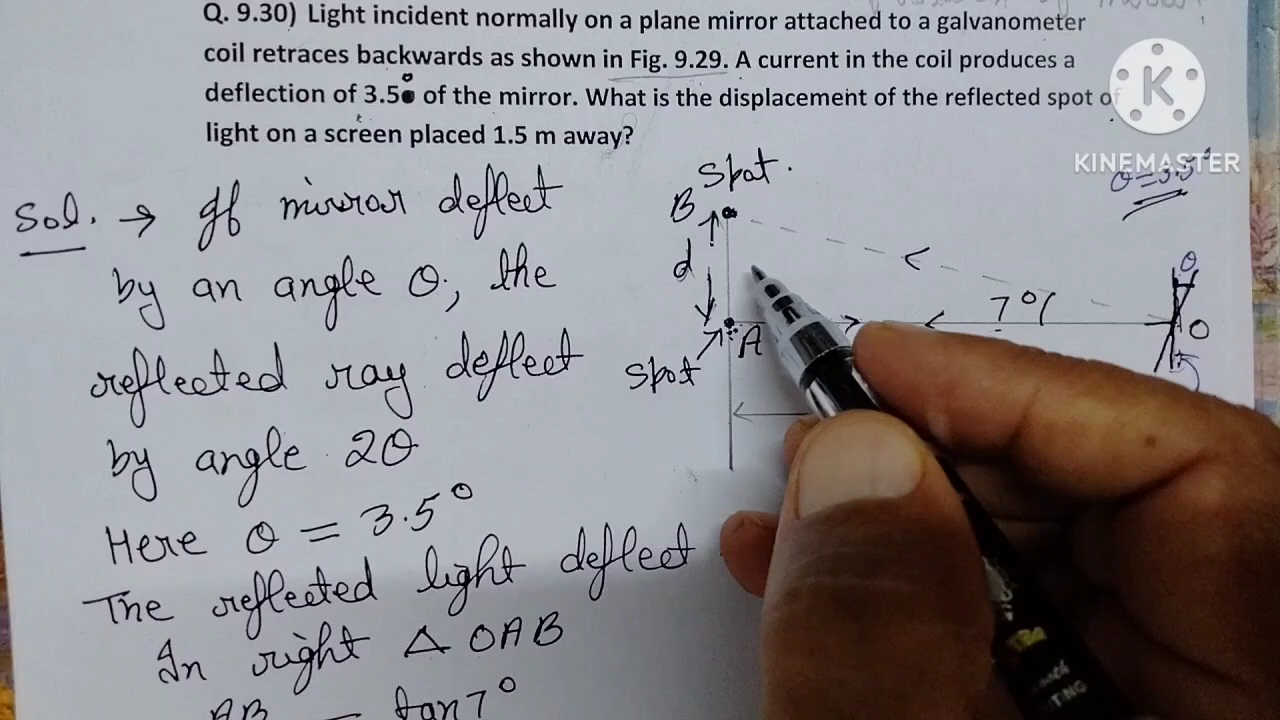 Q. 9.30) Light incident normally on a plane mirror attached to a galvanometer
coil retraces backwards as shown in Fig. 9.29. A current in the coil produces a
deflection of 3.5° of the mirror. What is the displacement of the reflected spot of
light on a screen placed 1.5 m away?
KINEMASTER
θ = 3.5°
Sol. → If mirror deflect
by an angle θ, the
reflected ray deflect
by angle 2θ
Here θ = 3.5°
The reflected light deflect
In right Δ OAB
AB = tan7°
Spot.
B
d
A
Spot
7°
θ
O